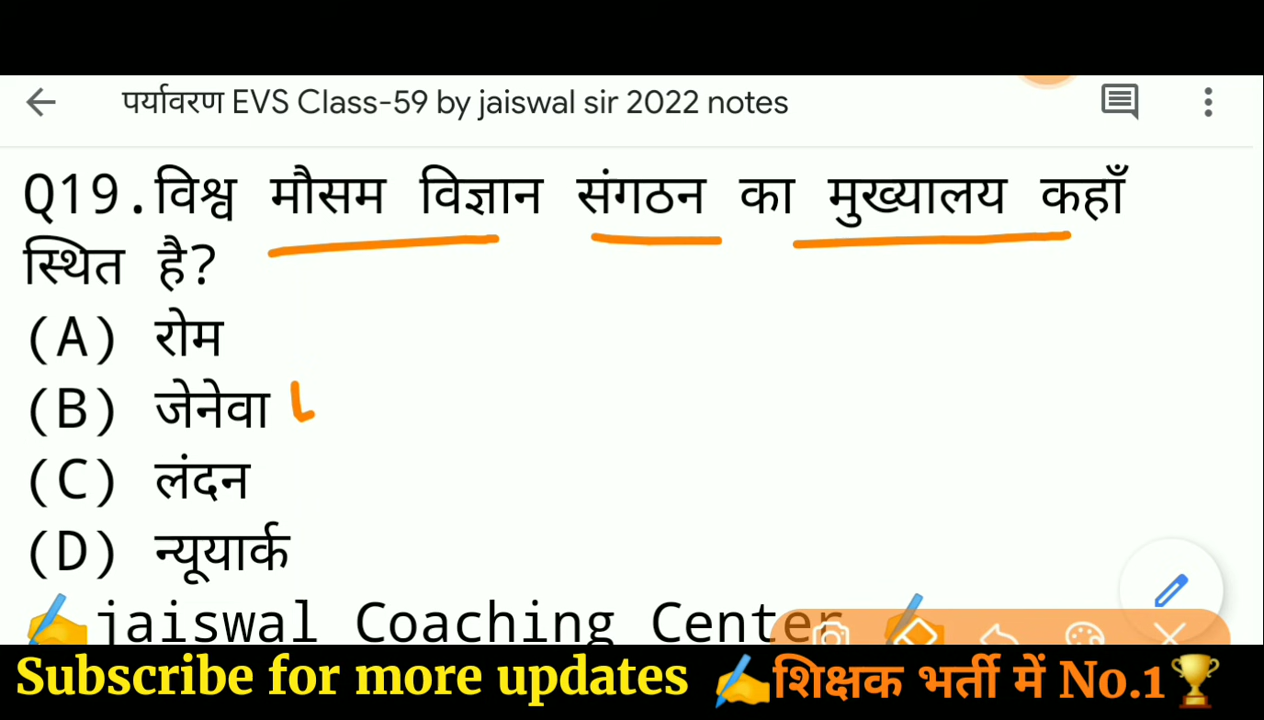 पर्यावरण EVS Class-59 by jaiswal sir 2022 notes
Q19.विश्व मौसम विज्ञान संगठन का मुख्यालय कहाँ
स्थित है?
(A) रोम
(B) जेनेवा
(C) लंदन
(D) न्यूयार्क
✍jaiswal Coaching Center ✍
Subscribe for more updates ✍शिक्षक भर्ती में No.1🏆